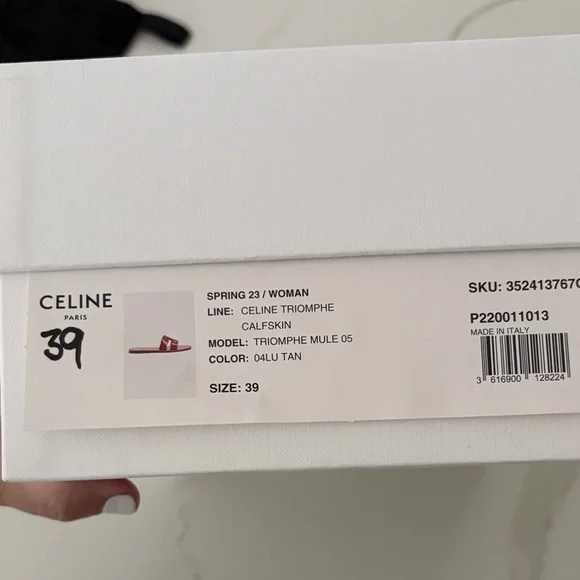 CELINE
PARIS
39
SPRING 23 / WOMAN
LINE: CELINE TRIOMPHE
CALFSKIN
MODEL: TRIOMPHE MULE 05
COLOR: 04LU TAN
SIZE: 39
SKU: 352413767
P220011013
MADE IN ITALY
3 616900 128224